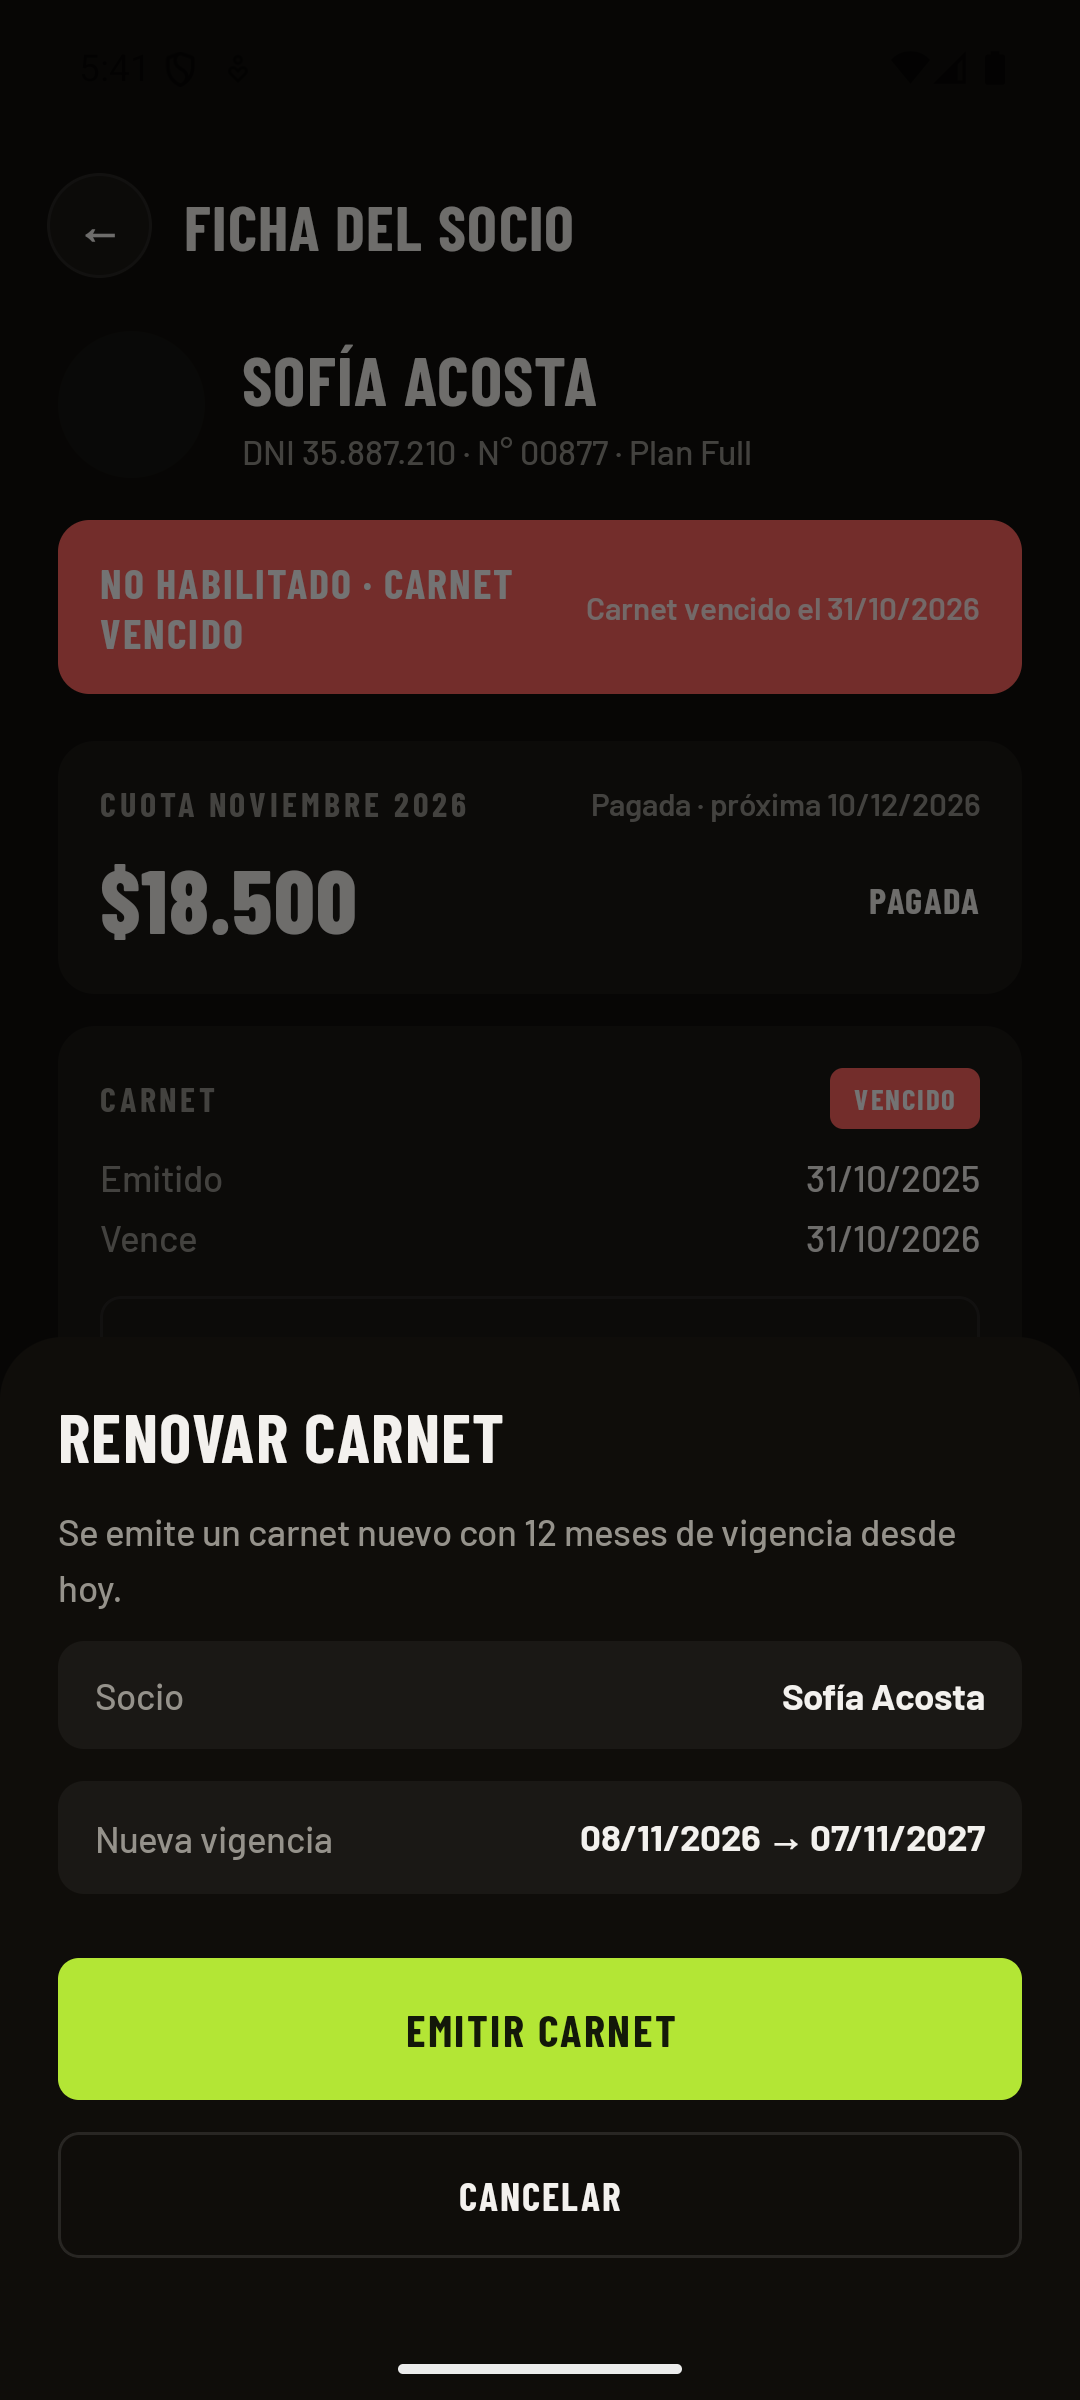 5:41
←
FICHA DEL SOCIO
SOFÍA ACOSTA
DNI 35.887.210 · N° 00877 · Plan Full
NO HABILITADO · CARNET
VENCIDO
Carnet vencido el 31/10/2026
CUOTA NOVIEMBRE 2026
Pagada · próxima 10/12/2026
$18.500
PAGADA
CARNET
VENCIDO
Emitido
31/10/2025
Vence
31/10/2026
RENOVAR CARNET
Se emite un carnet nuevo con 12 meses de vigencia desde
hoy.
Socio
Sofía Acosta
Nueva vigencia
08/11/2026 → 07/11/2027
EMITIR CARNET
CANCELAR